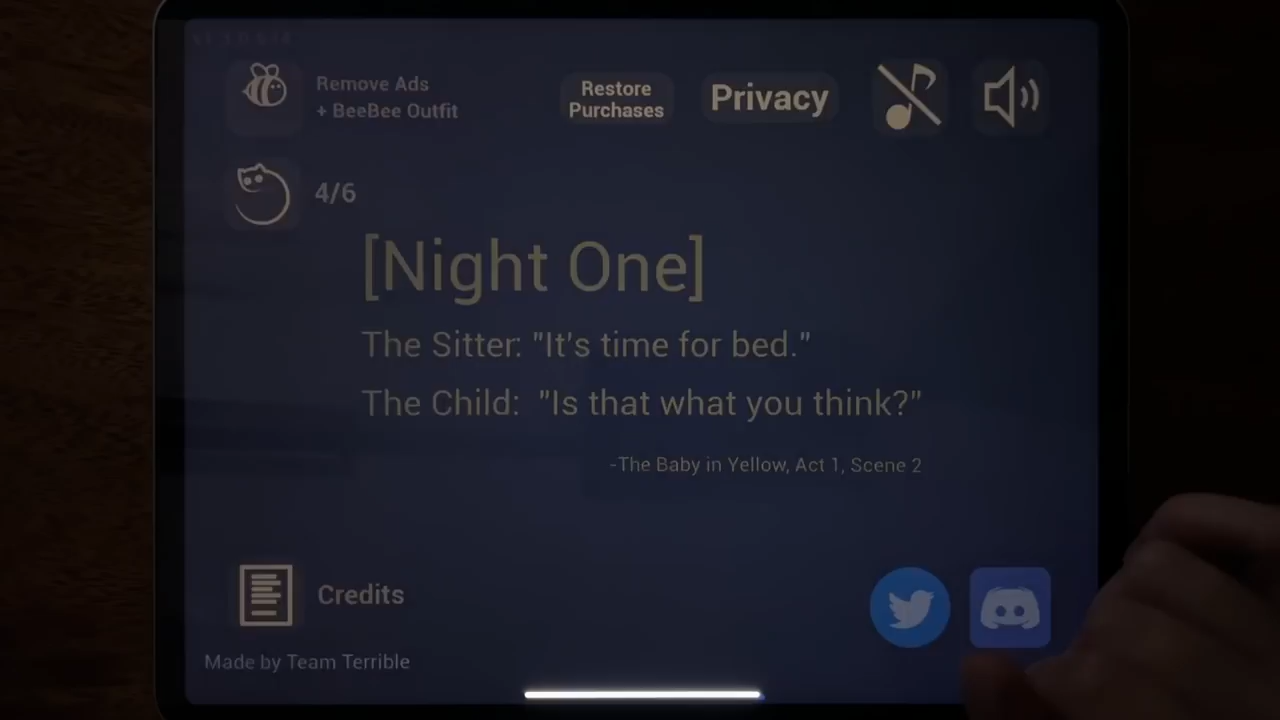 Remove Ads
+ BeeBee Outfit
Restore
Purchases
Privacy
4/6
[Night One]
The Sitter: "It's time for bed."
The Child: "Is that what you think?"
-The Baby in Yellow, Act 1, Scene 2
Credits
Made by Team Terrible